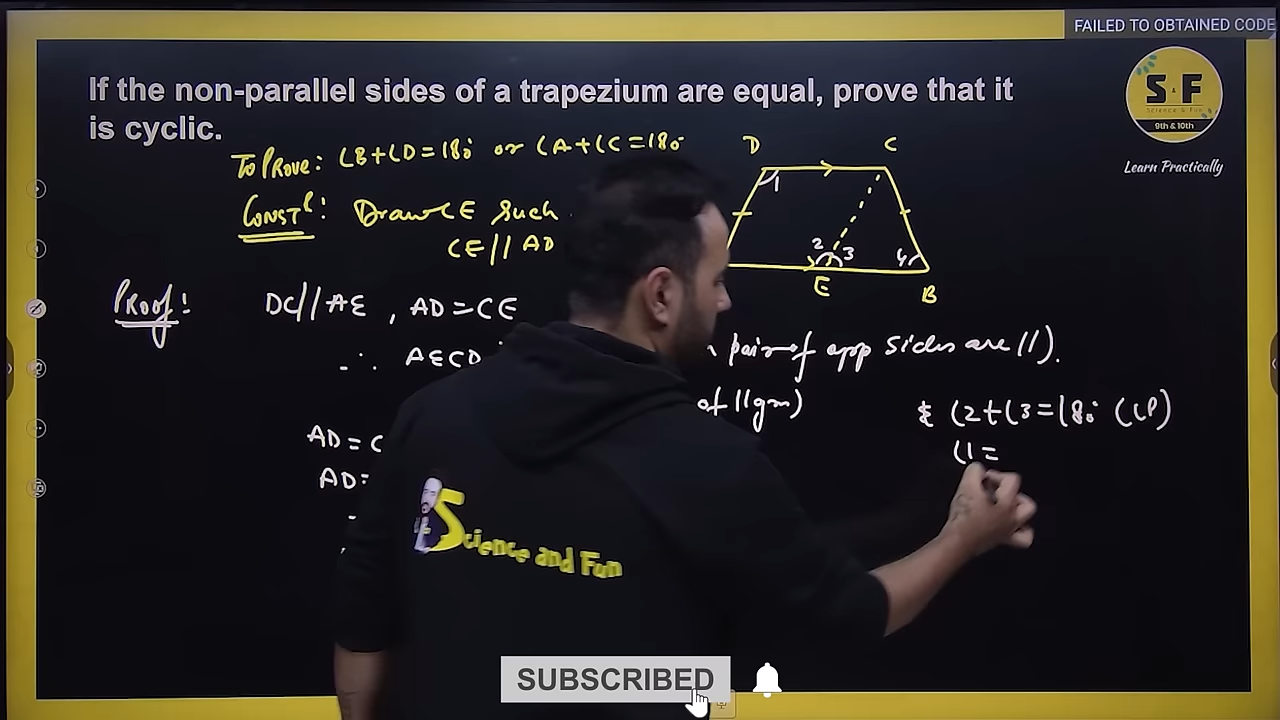 FAILED TO OBTAINED CODE
If the non-parallel sides of a trapezium are equal, prove that it
is cyclic.
S F
Science & Fun
9th & 10th
Learn Practically
To Prove: ∠B+∠D=180° or ∠A+∠C=180°
Const^n: Draw CE such
CE // AD
D C
1
2 3 4
E B
Proof: DC//AE, AD=CE
∴ AECD
pair of opp sides are //).
of //gm)
& ∠2+∠3=180° (LP)
∠1=
AD = C
AD=
Science and Fun
SUBSCRIBED